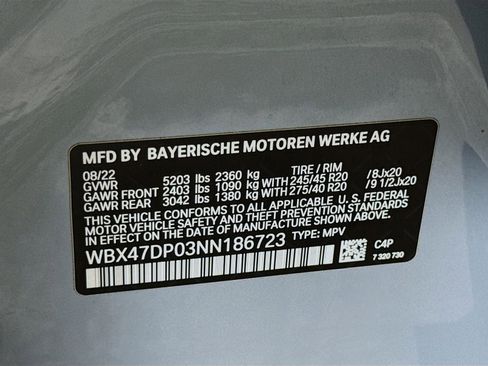 MFD BY BAYERISCHE MOTOREN WERKE AG
08/22 TIRE / RIM
GVWR 5203 lbs 2360 kg
GAWR FRONT 2403 lbs 1090 kg WITH 245/45 R20 /8Jx20
GAWR REAR 3042 lbs 1380 kg WITH 275/40 R20 / 9 1/2Jx20
THIS VEHICLE CONFORMS TO ALL APPLICABLE U. S. FEDERAL
MOTOR VEHICLE SAFETY AND THEFT PREVENTION STANDARDS
IN EFFECT ON THE DATE OF MANUFACTURE SHOWN ABOVE.
WBX47DP03NN186723 TYPE: MPV
C4P
7 320 730